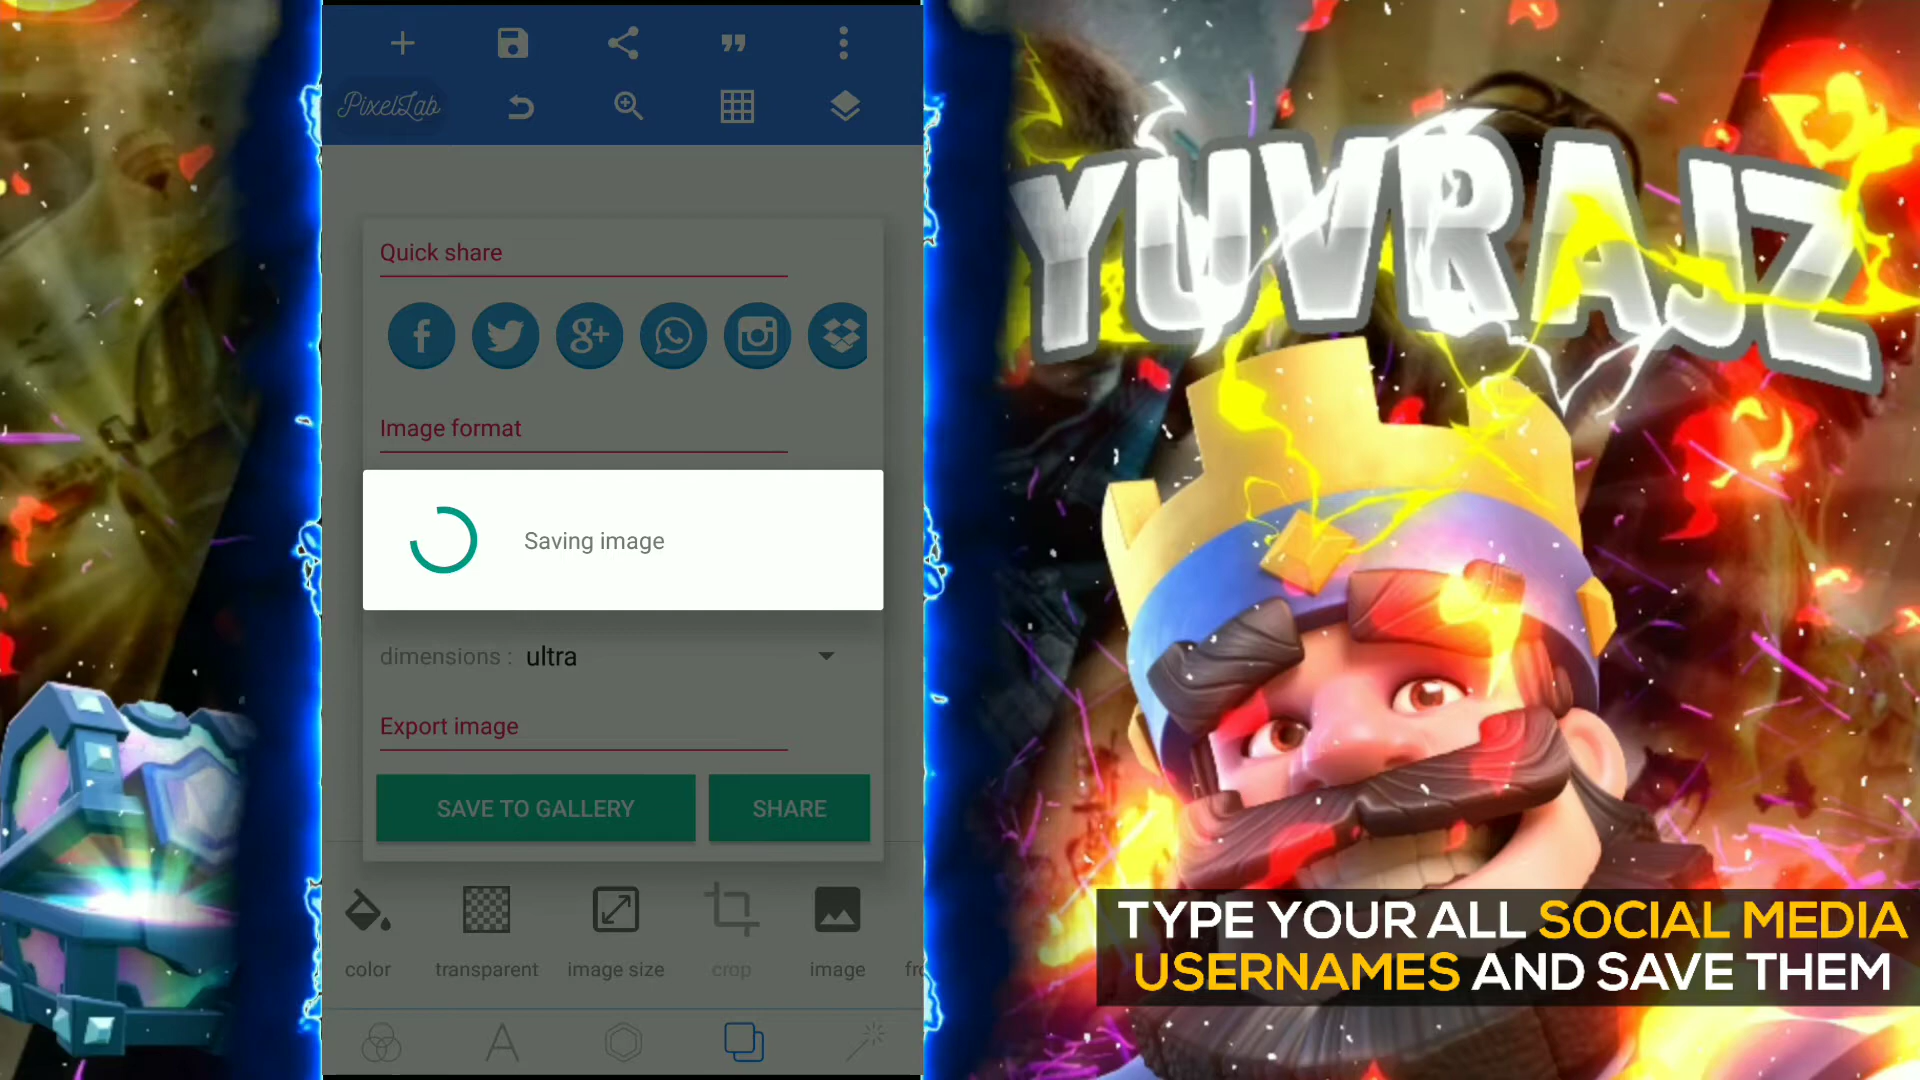 PixelLab
Quick share
Image format
Saving image
dimensions : ultra
Export image
SAVE TO GALLERY SHARE
color transparent image size crop image fr
YUVRAJZ
TYPE YOUR ALL SOCIAL MEDIA
USERNAMES AND SAVE THEM